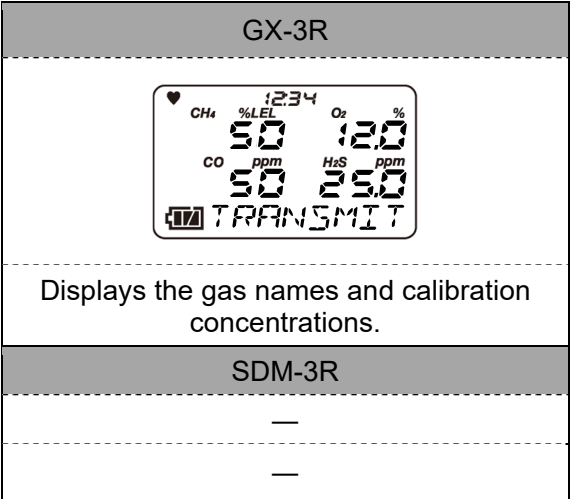 GX-3R
♥ 12:34
CH₄ %LEL O₂ %
50 12.0
CO ppm H₂S ppm
50 25.0
TRANSMIT
Displays the gas names and calibration
concentrations.
SDM-3R
—
—